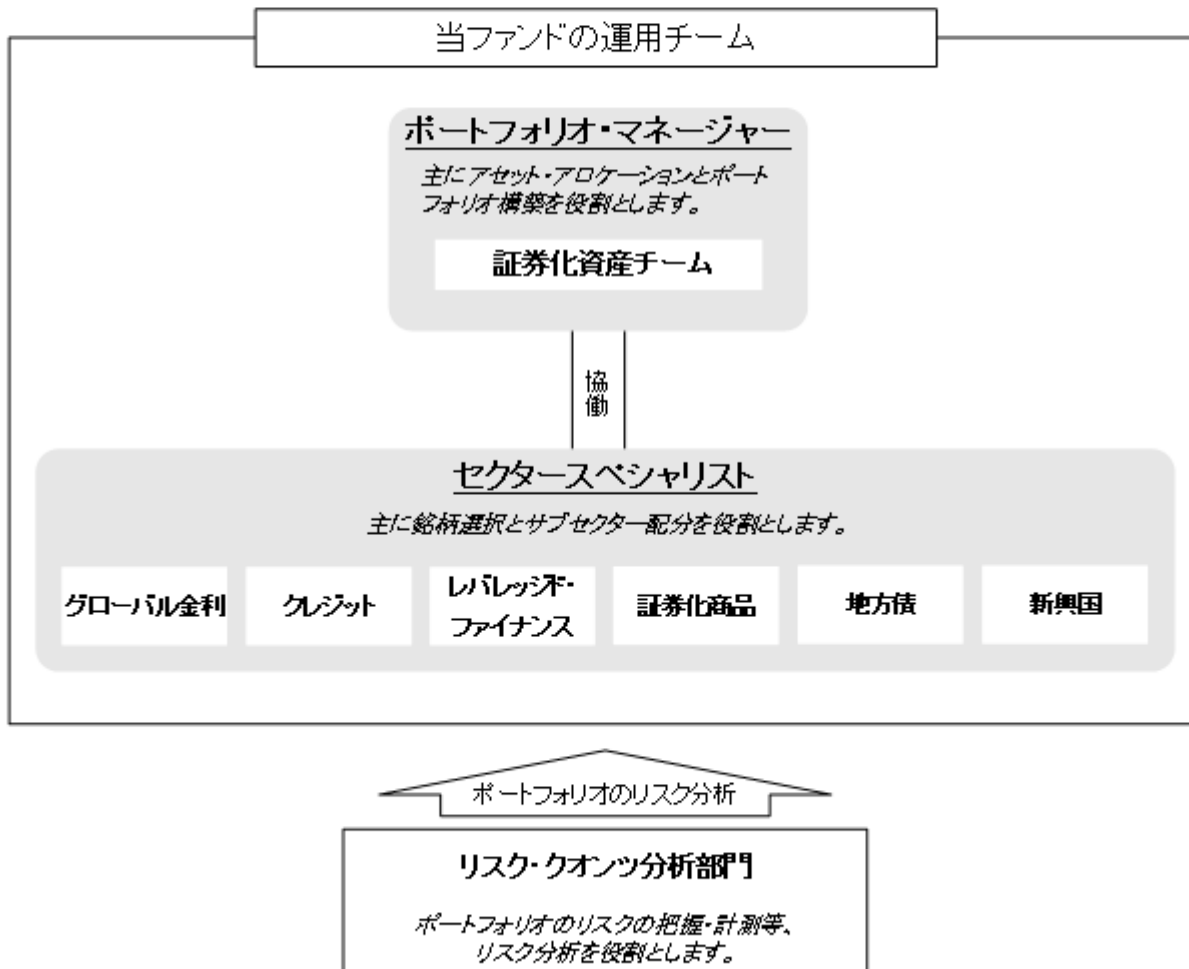 当ファンドの運用チーム
ポートフォリオ・マネージャー
主にアセット・アロケーションとポート
フォリオ構築を役割とします。
証券化資産チーム
協
働
セクタースペシャリスト
主に銘柄選択とサブセクター配分を役割とします。
グローバル金利
クレジット
レバレッジド・
ファイナンス
証券化商品
地方債
新興国
ポートフォリオのリスク分析
リスク・クオンツ分析部門
ポートフォリオのリスクの把握・計測等、
リスク分析を役割とします。